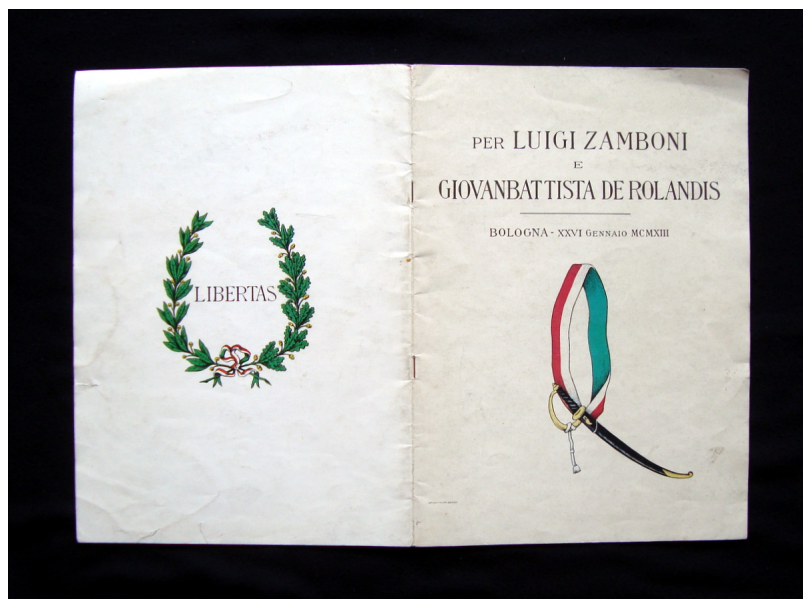 LIBERTAS
PER LUIGI ZAMBONI
E
GIOVANBATTISTA DE ROLANDIS
BOLOGNA - XXVI GENNAIO MCMXIII